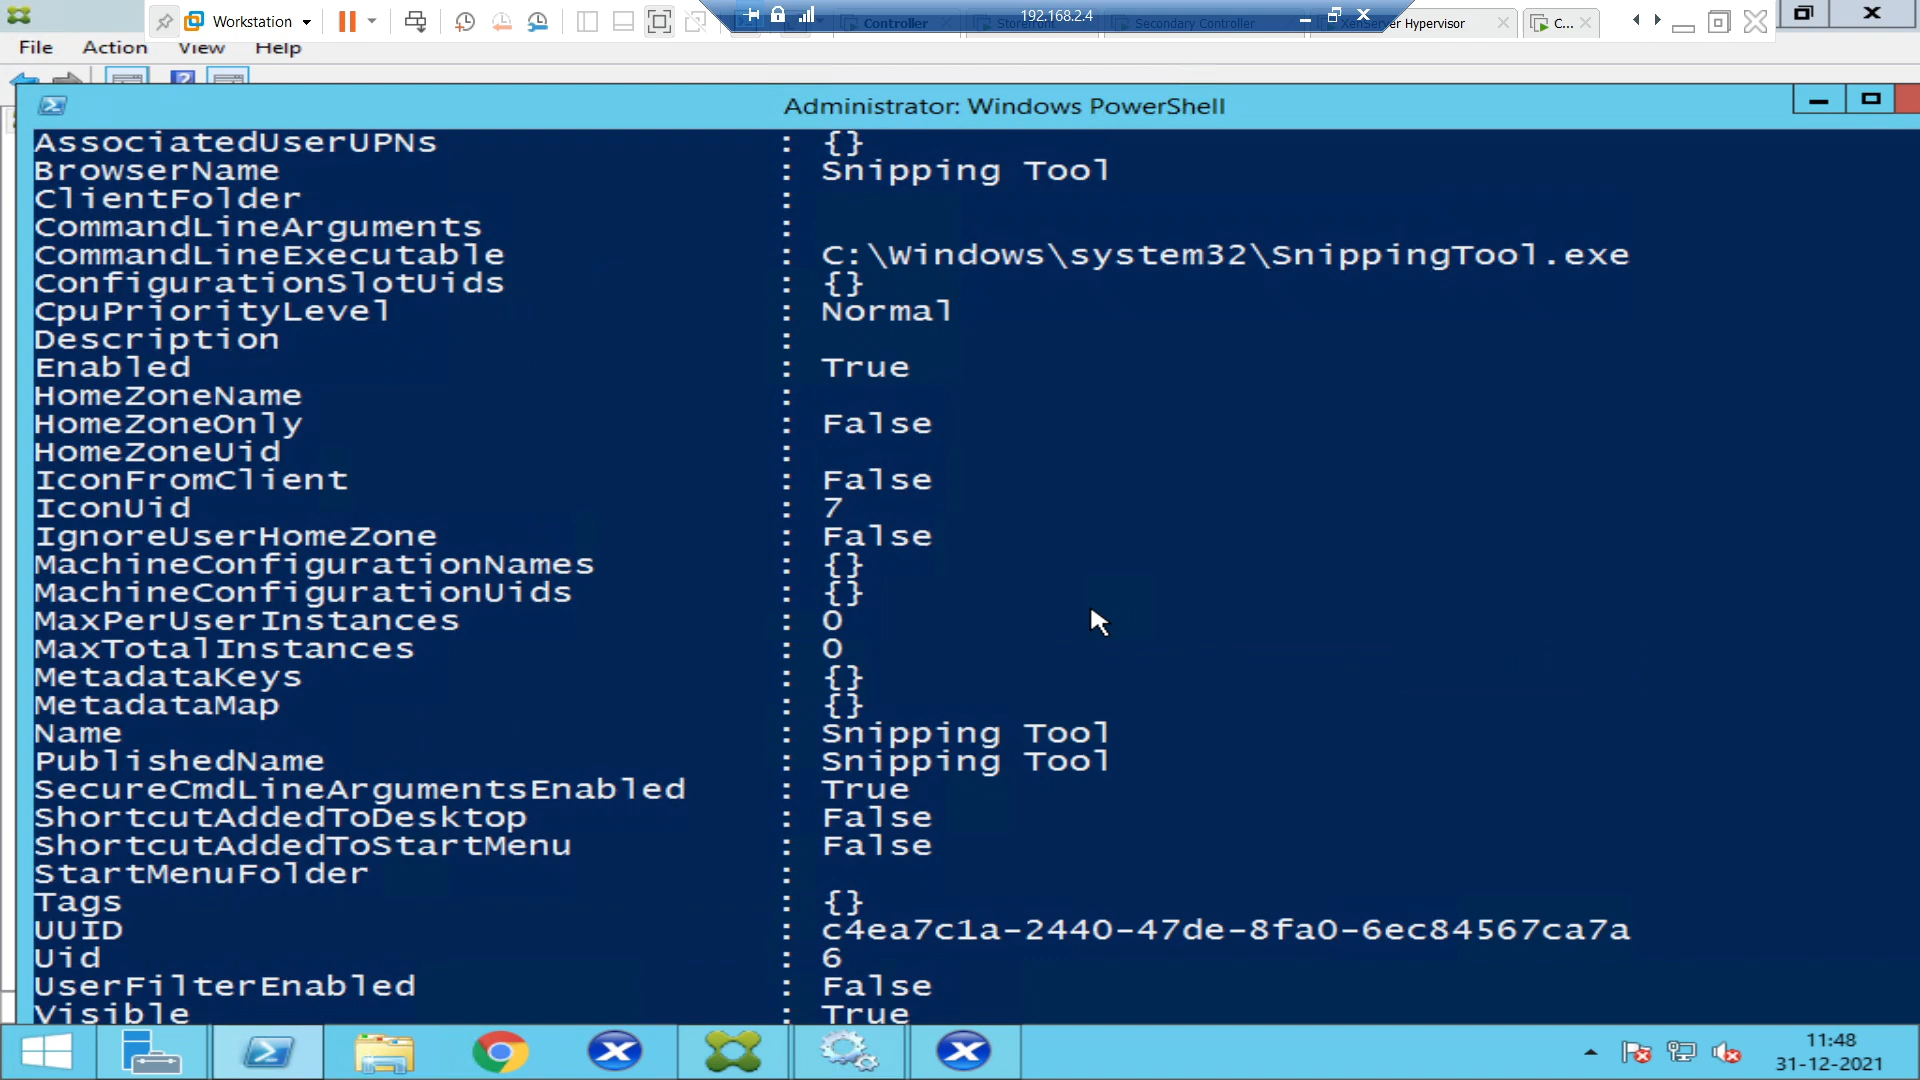 Workstation
192.168.2.4
Controller
Storefront
Secondary Controller
XenServer Hypervisor
C...
File Action View Help
Administrator: Windows PowerShell
AssociatedUserUPNs : {}
BrowserName : Snipping Tool
ClientFolder :
CommandLineArguments :
CommandLineExecutable : C:\Windows\system32\SnippingTool.exe
ConfigurationSlotUids : {}
CpuPriorityLevel : Normal
Description :
Enabled : True
HomeZoneName :
HomeZoneOnly : False
HomeZoneUid :
IconFromClient : False
IconUid : 7
IgnoreUserHomeZone : False
MachineConfigurationNames : {}
MachineConfigurationUids : {}
MaxPerUserInstances : 0
MaxTotalInstances : 0
MetadataKeys : {}
MetadataMap : {}
Name : Snipping Tool
PublishedName : Snipping Tool
SecureCmdLineArgumentsEnabled : True
ShortcutAddedToDesktop : False
ShortcutAddedToStartMenu : False
StartMenuFolder :
Tags : {}
UUID : c4ea7c1a-2440-47de-8fa0-6ec84567ca7a
Uid : 6
UserFilterEnabled : False
Visible : True
11:48
31-12-2021